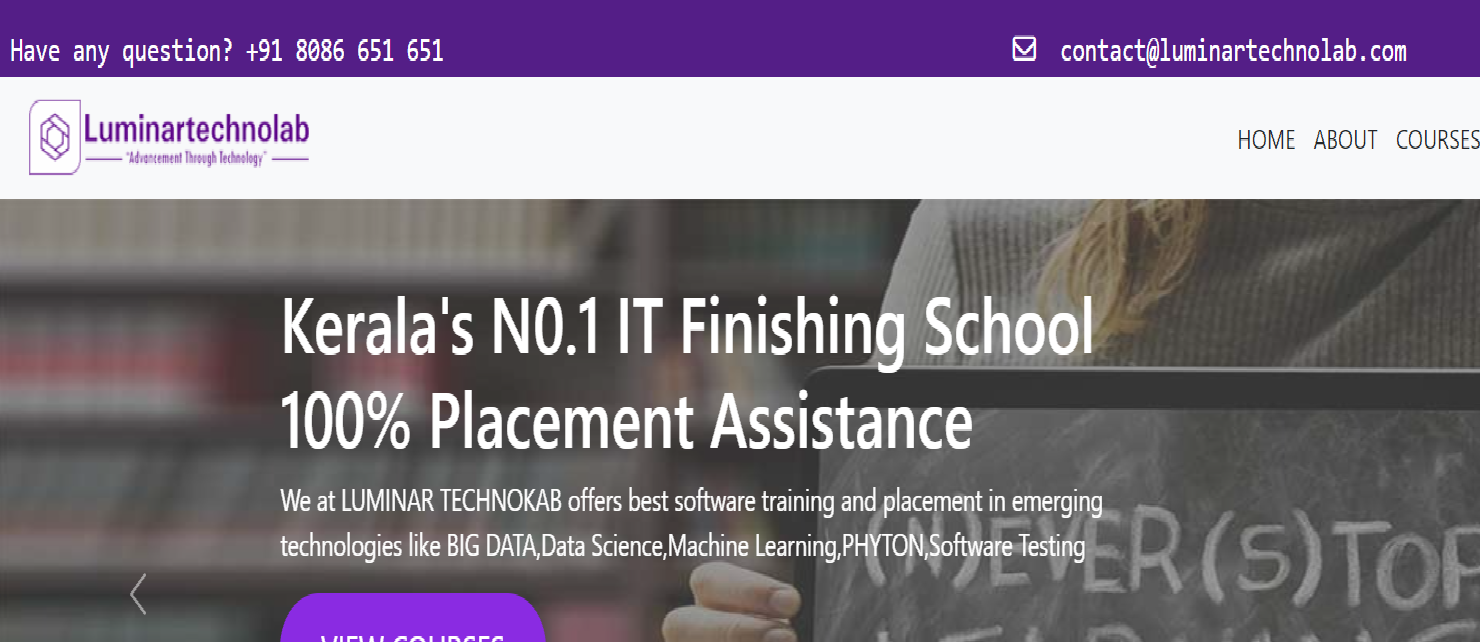 Have any question? +91 8086 651 651
contact@luminartechnolab.com
Luminartechnolab
"Advancement Through Technology"
HOME ABOUT COURSES
Kerala's N0.1 IT Finishing School
100% Placement Assistance
We at LUMINAR TECHNOKAB offers best software training and placement in emerging
technologies like BIG DATA,Data Science,Machine Learning,PHYTON,Software Testing
(N)EVER(S)TOP
VIEW COURSES